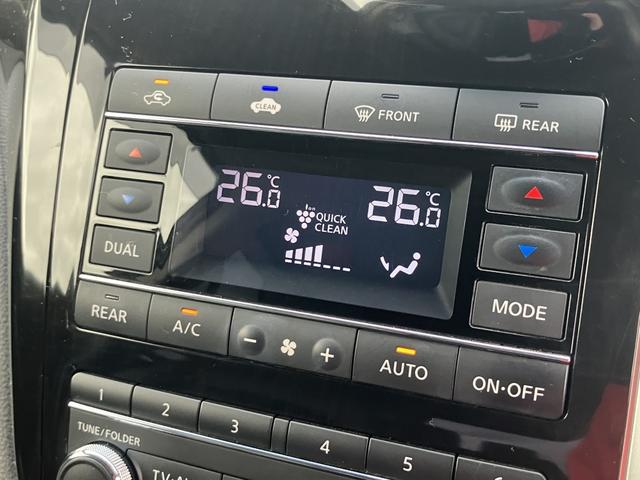 CLEAN
FRONT
REAR
26.0°C
26.0°C
ion
QUICK
CLEAN
DUAL
MODE
REAR
A/C
− +
AUTO
ON·OFF
1 2 3 4 5 6
TUNE/FOLDER